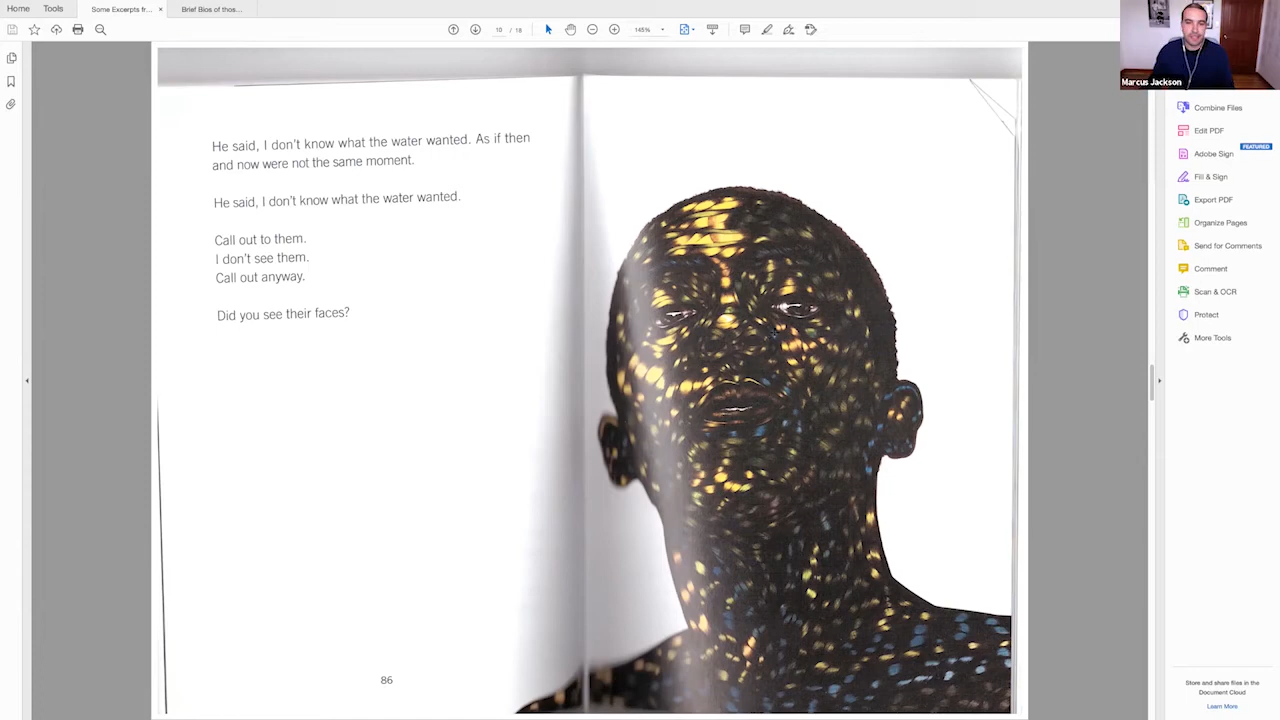 Home
Tools
Some Excerpts fr...
Brief Bios of thos...
10 / 18
145%
Marcus Jackson
He said, I don't know what the water wanted. As if then
and now were not the same moment.
He said, I don't know what the water wanted.
Call out to them.
I don't see them.
Call out anyway.
Did you see their faces?
86
Combine Files
Edit PDF
FEATURED
Adobe Sign
Fill & Sign
Export PDF
Organize Pages
Send for Comments
Comment
Scan & OCR
Protect
More Tools
Store and share files in the
Document Cloud
Learn More